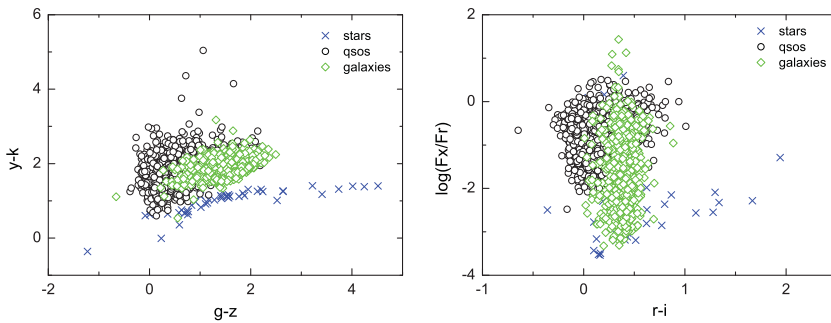 6
4
2
0
-2
0
2
4
y-k
g-z
stars
qsos
galaxies
2
0
-2
-4
-1
0
1
2
log(Fx/Fr)
r-i
stars
qsos
galaxies